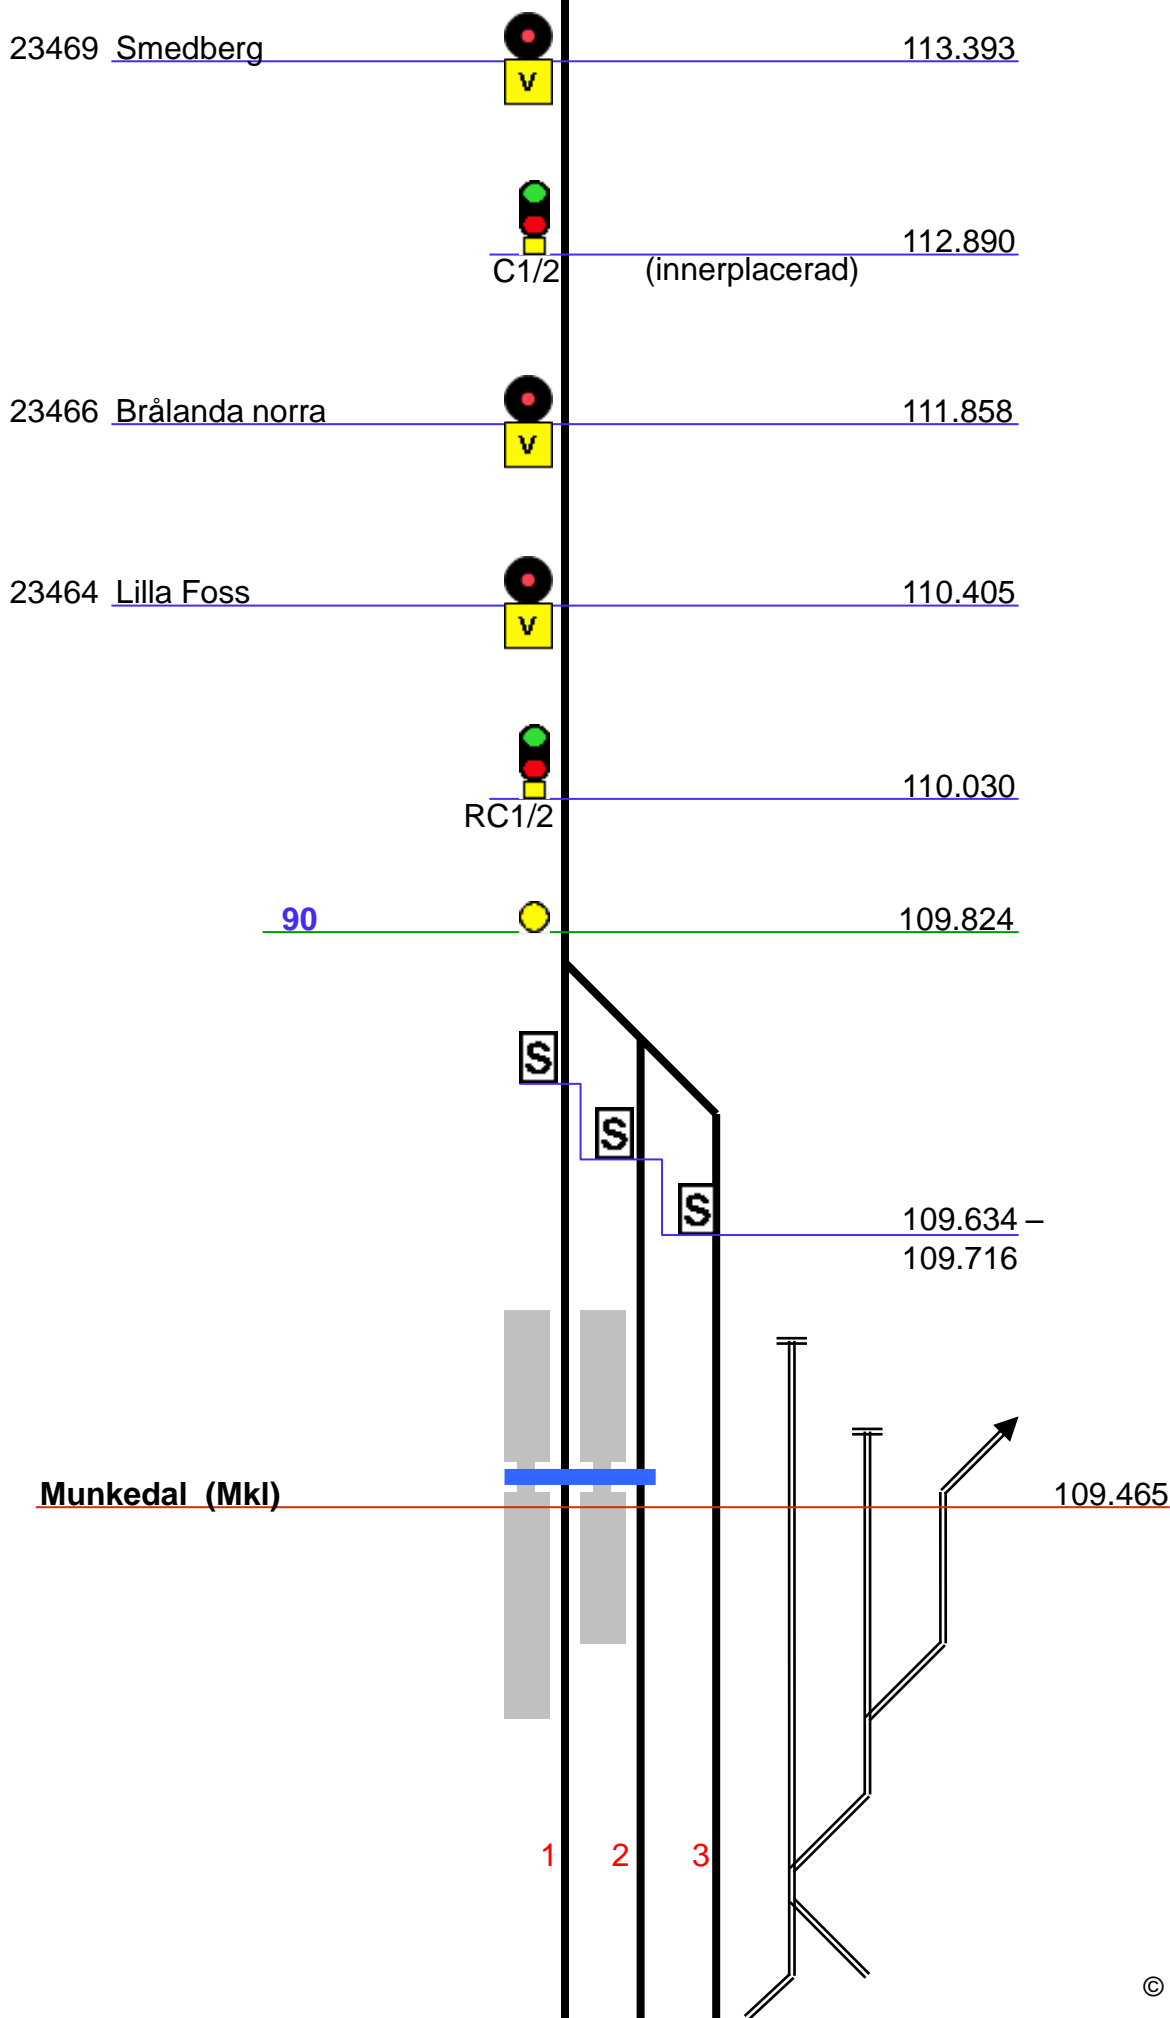 23469 Smedberg 113.393
V
112.890
C1/2 (innerplacerad)
23466 Brålanda norra 111.858
V
23464 Lilla Foss 110.405
V
110.030
RC1/2
90 109.824
S
S
S 109.634 –
109.716
Munkedal (Mkl) 109.465
1 2 3
©